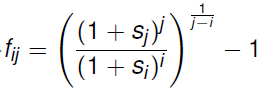 f_{ij} = \left( \frac{(1 + s_j)^j}{(1 + s_i)^i} \right)^{\frac{1}{j-i}} - 1